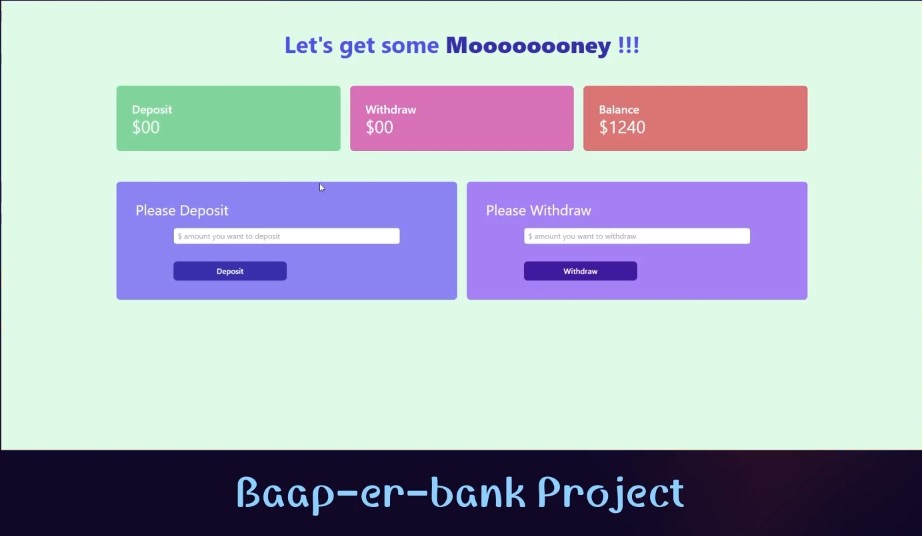 Let's get some Moooooooney !!!
Deposit
$00
Withdraw
$00
Balance
$1240
Please Deposit
$ amount you want to deposit
Deposit
Please Withdraw
$ amount you want to withdraw
Withdraw
Baap-er-bank Project